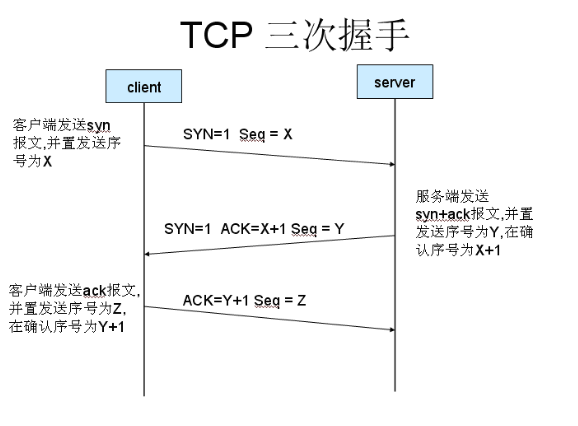 TCP 三次握手
client
server
客户端发送syn
报文,并置发送序
号为X
SYN=1 Seq = X
服务端发送
syn+ack报文,并置
发送序号为Y,在确
认序号为X+1
SYN=1 ACK=X+1 Seq = Y
客户端发送ack报文,
并置发送序号为Z,
在确认序号为Y+1
ACK=Y+1 Seq = Z